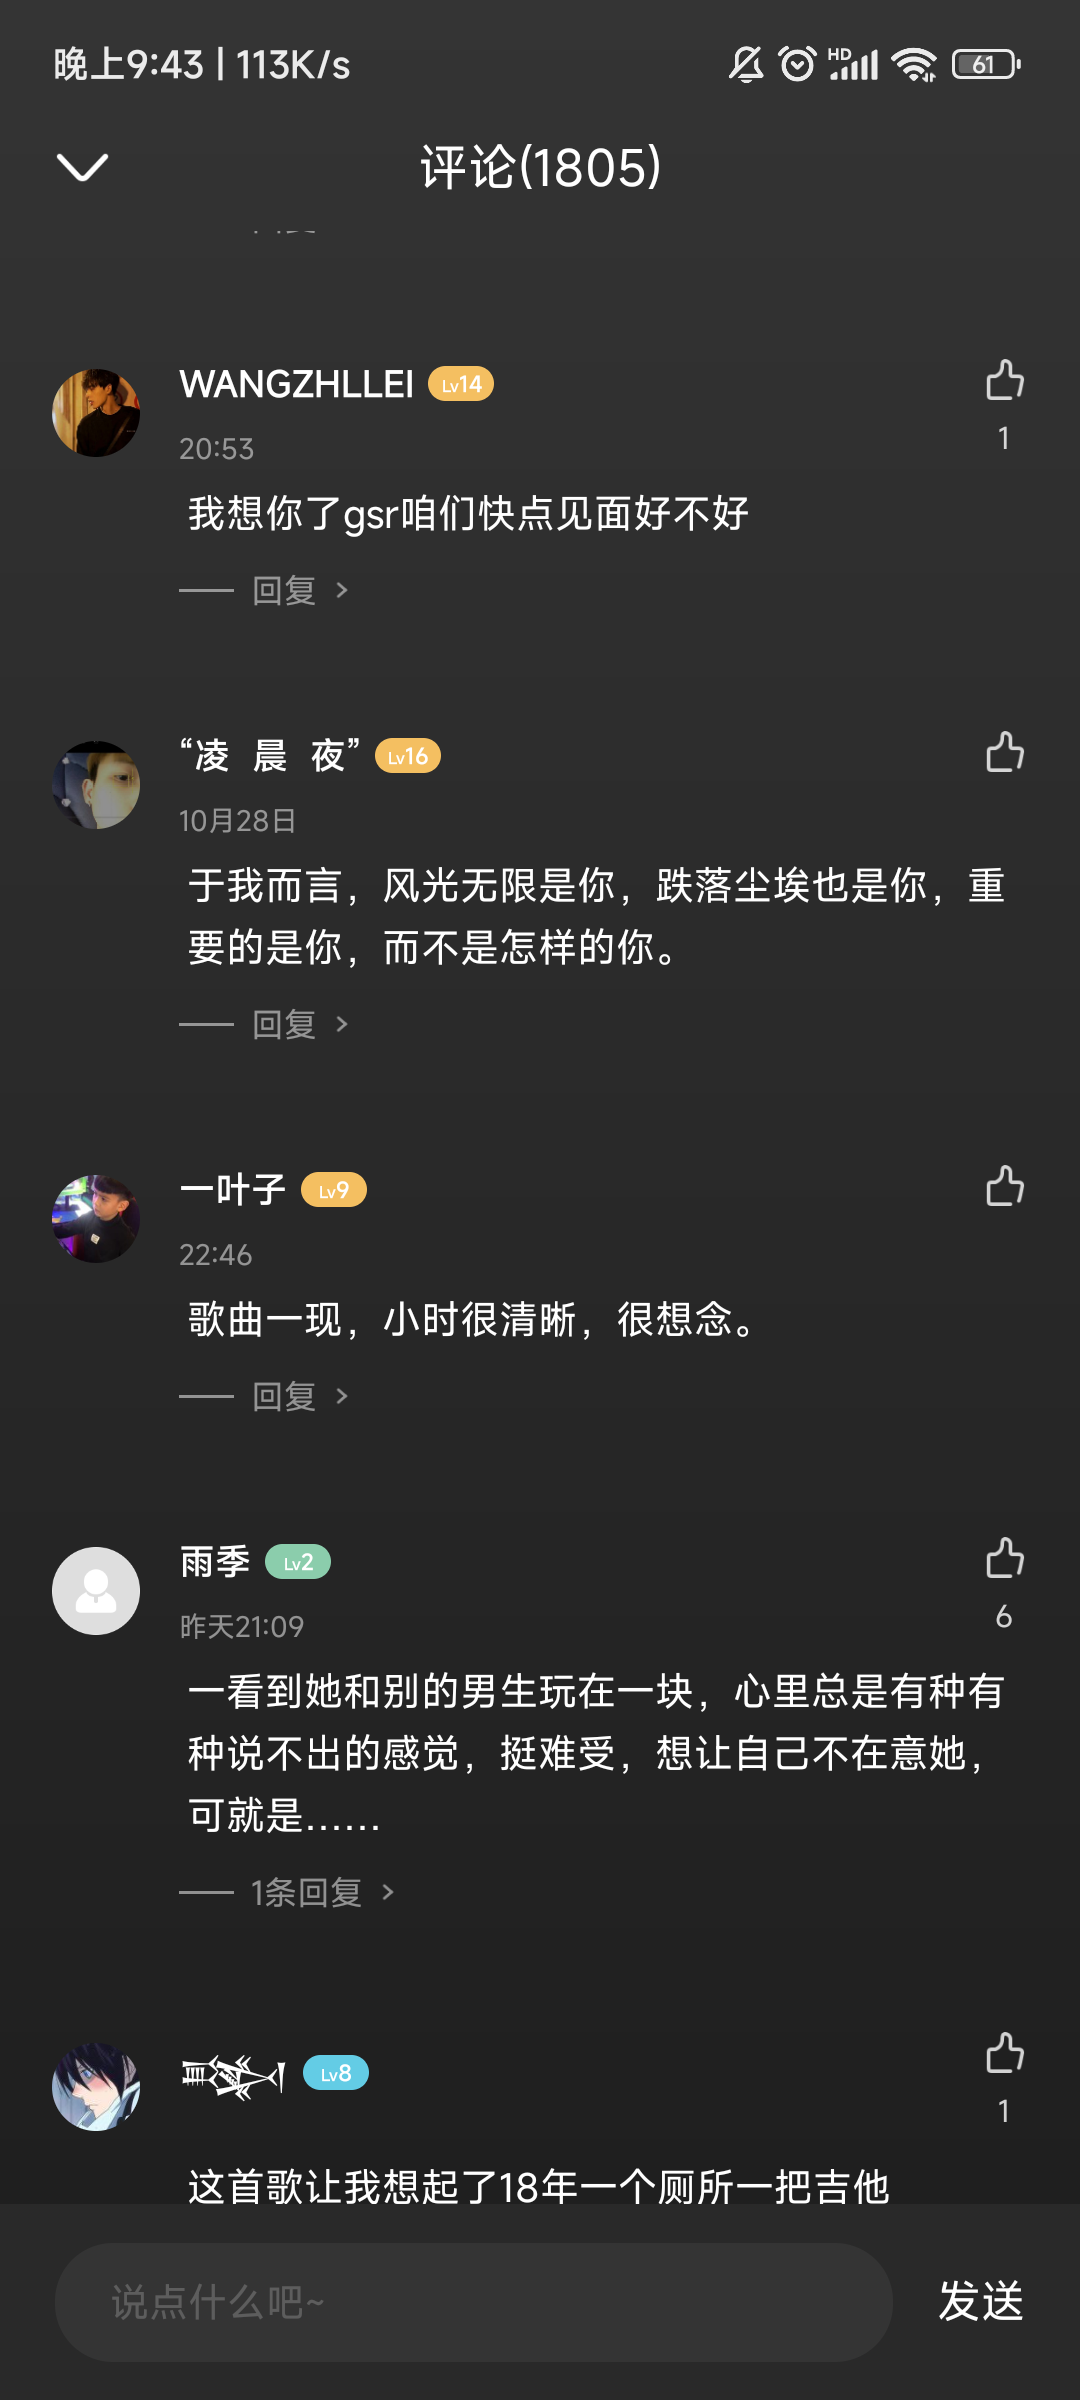 晚上9:43 | 113K/s
HD
61
评论(1805)
WANGZHLLEI Lv14
20:53
1
我想你了gsr咱们快点见面好不好
回复 >
“凌 晨 夜” Lv16
10月28日
于我而言，风光无限是你，跌落尘埃也是你，重
要的是你，而不是怎样的你。
回复 >
一叶子 Lv9
22:46
歌曲一现，小时很清晰，很想念。
回复 >
雨季 Lv2
昨天21:09
6
一看到她和别的男生玩在一块，心里总是有种有
种说不出的感觉，挺难受，想让自己不在意她，
可就是……
1条回复 >
Lv8
1
这首歌让我想起了18年一个厕所一把吉他
说点什么吧~
发送